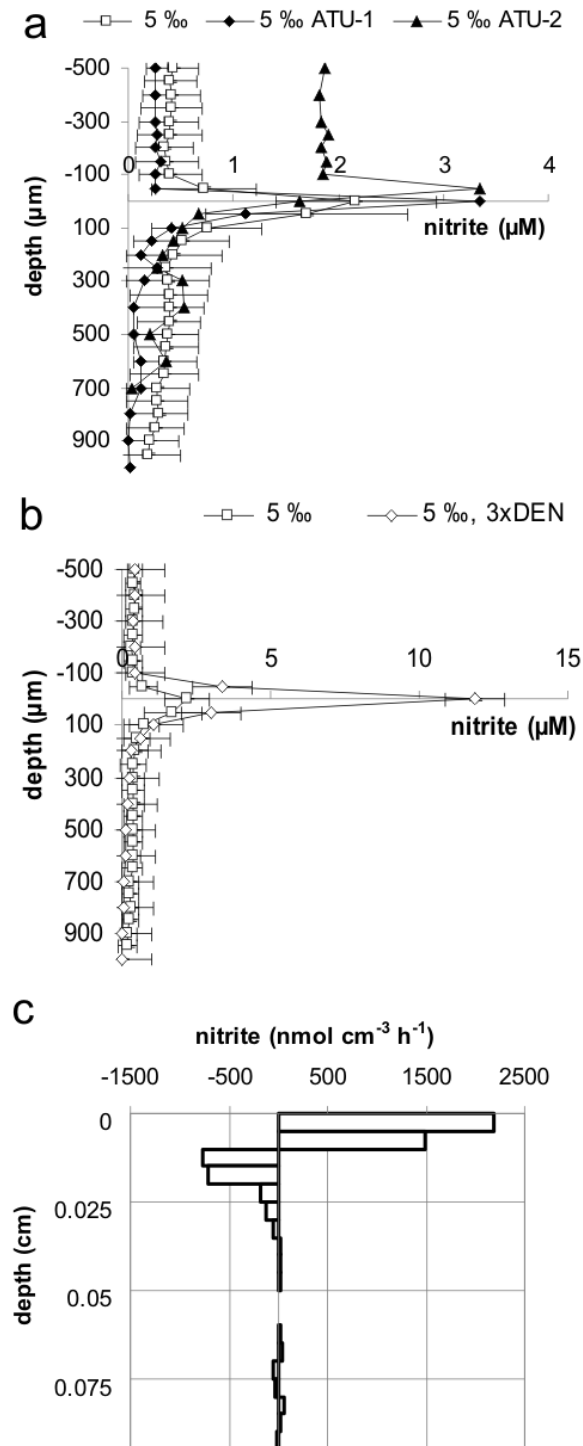 a
5 ‰ 5 ‰ ATU-1 5 ‰ ATU-2
-500
-300
-100
100
300
500
700
900
depth (µm)
0 1 2 3 4
nitrite (µM)
b
5 ‰ 5 ‰, 3xDEN
-500
-300
-100
100
300
500
700
900
depth (µm)
0 5 10 15
nitrite (µM)
c
nitrite (nmol cm⁻³ h⁻¹)
-1500 -500 500 1500 2500
0
0.025
0.05
0.075
depth (cm)